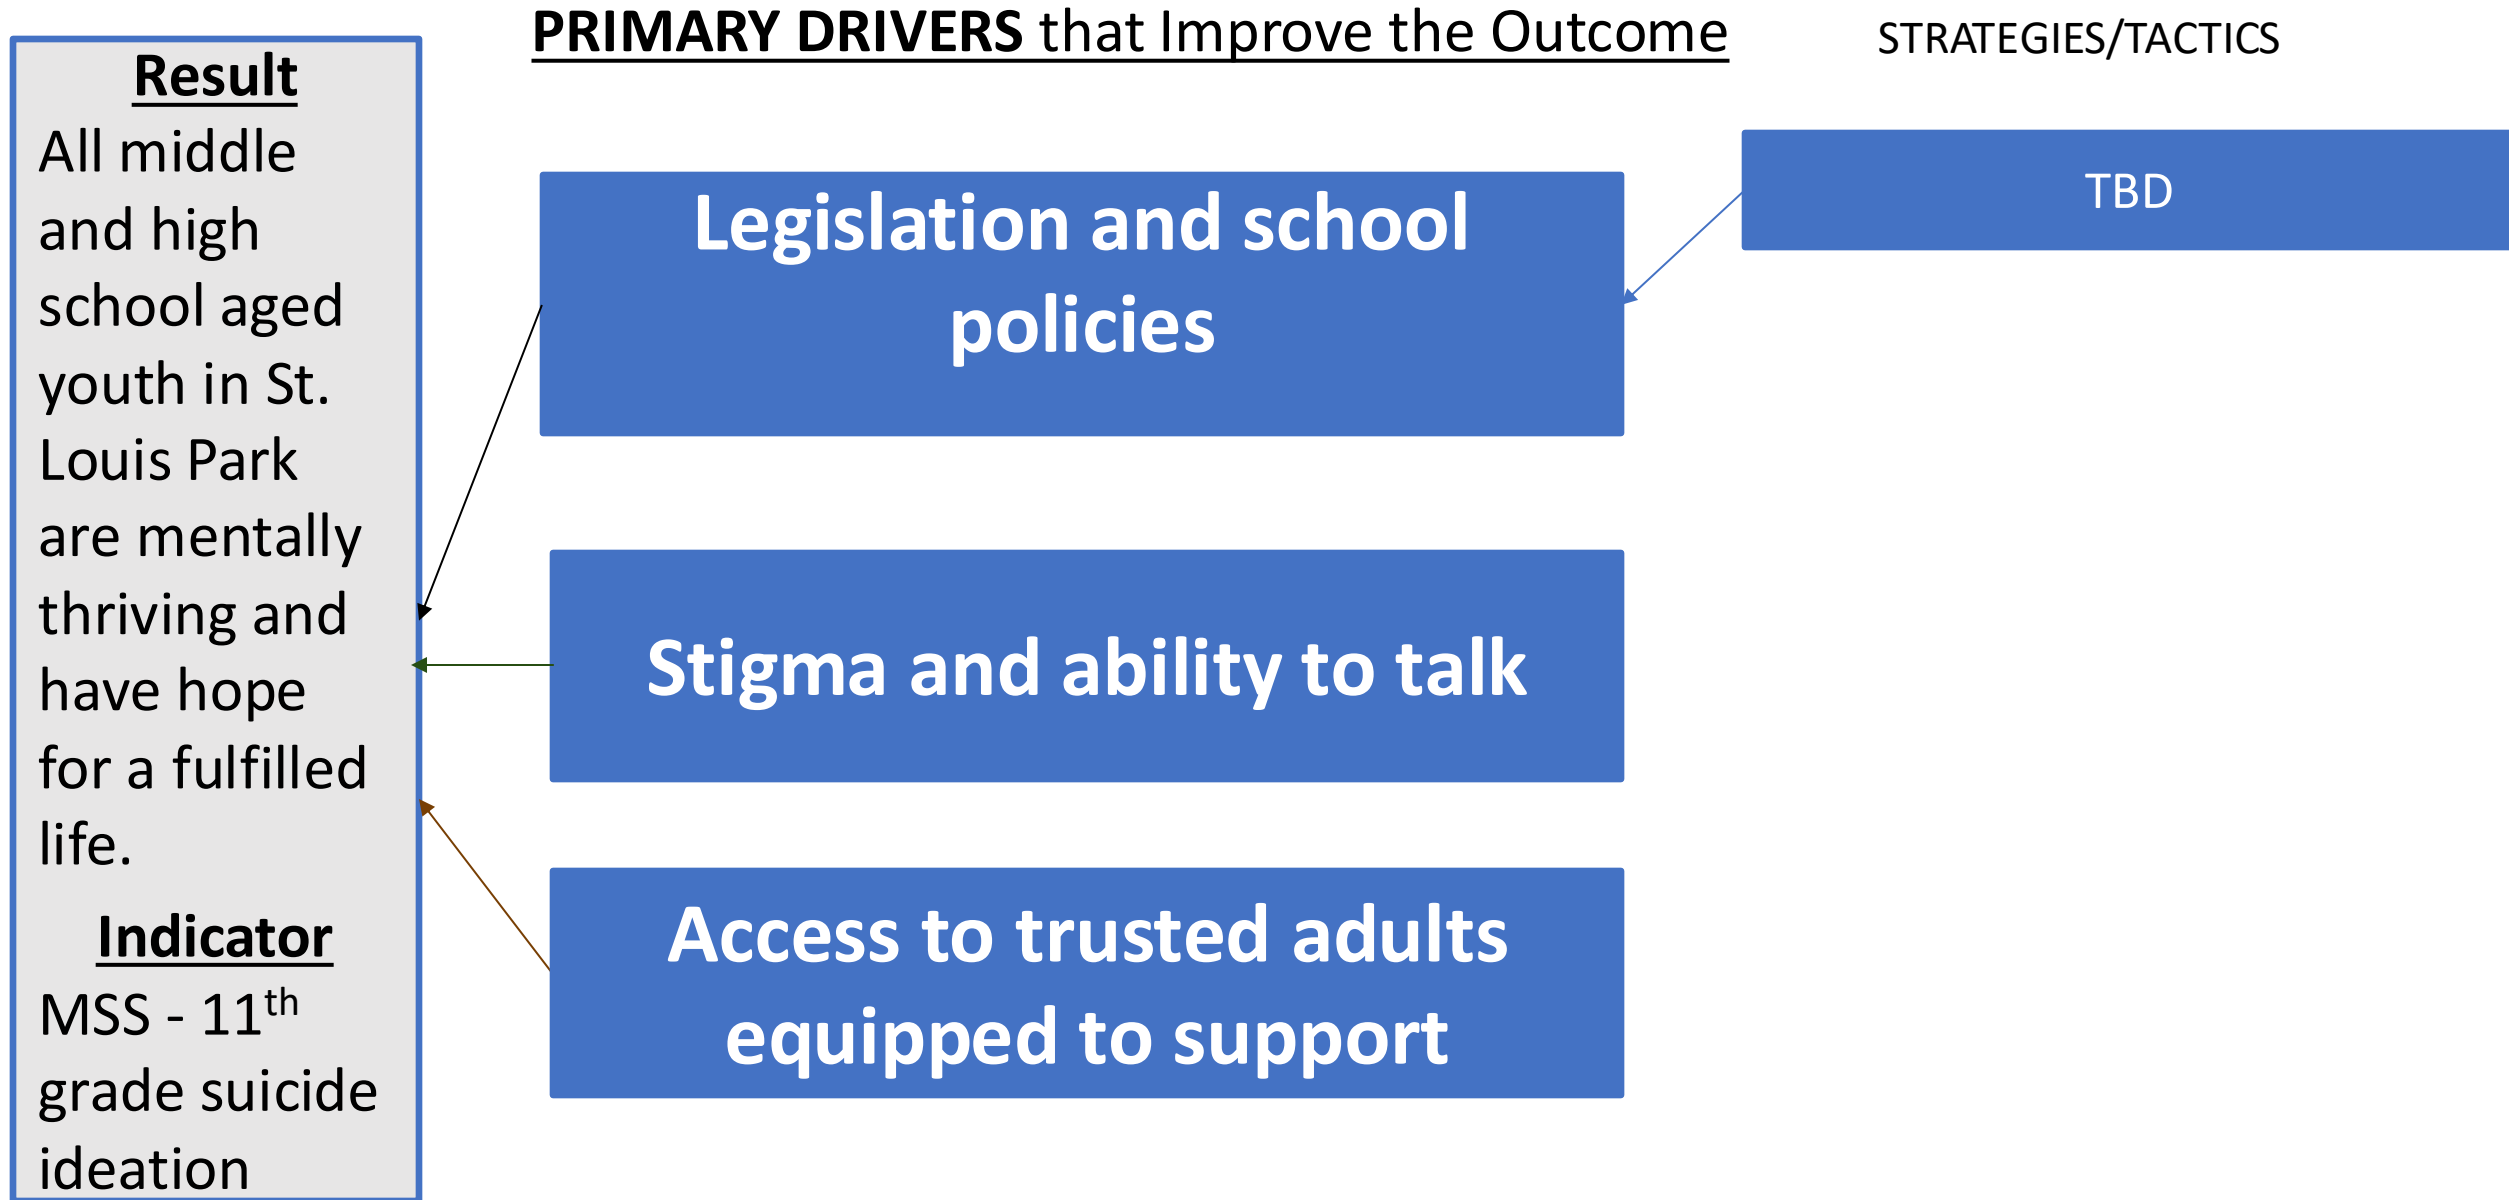 PRIMARY DRIVERS that Improve the Outcome
STRATEGIES/TACTICS
Result
All middle
and high
school aged
youth in St.
Louis Park
are mentally
thriving and
have hope
for a fulfilled
life.
Indicator
MSS - 11th
grade suicide
ideation
Legislation and school
policies
Stigma and ability to talk
Access to trusted adults
equipped to support
TBD